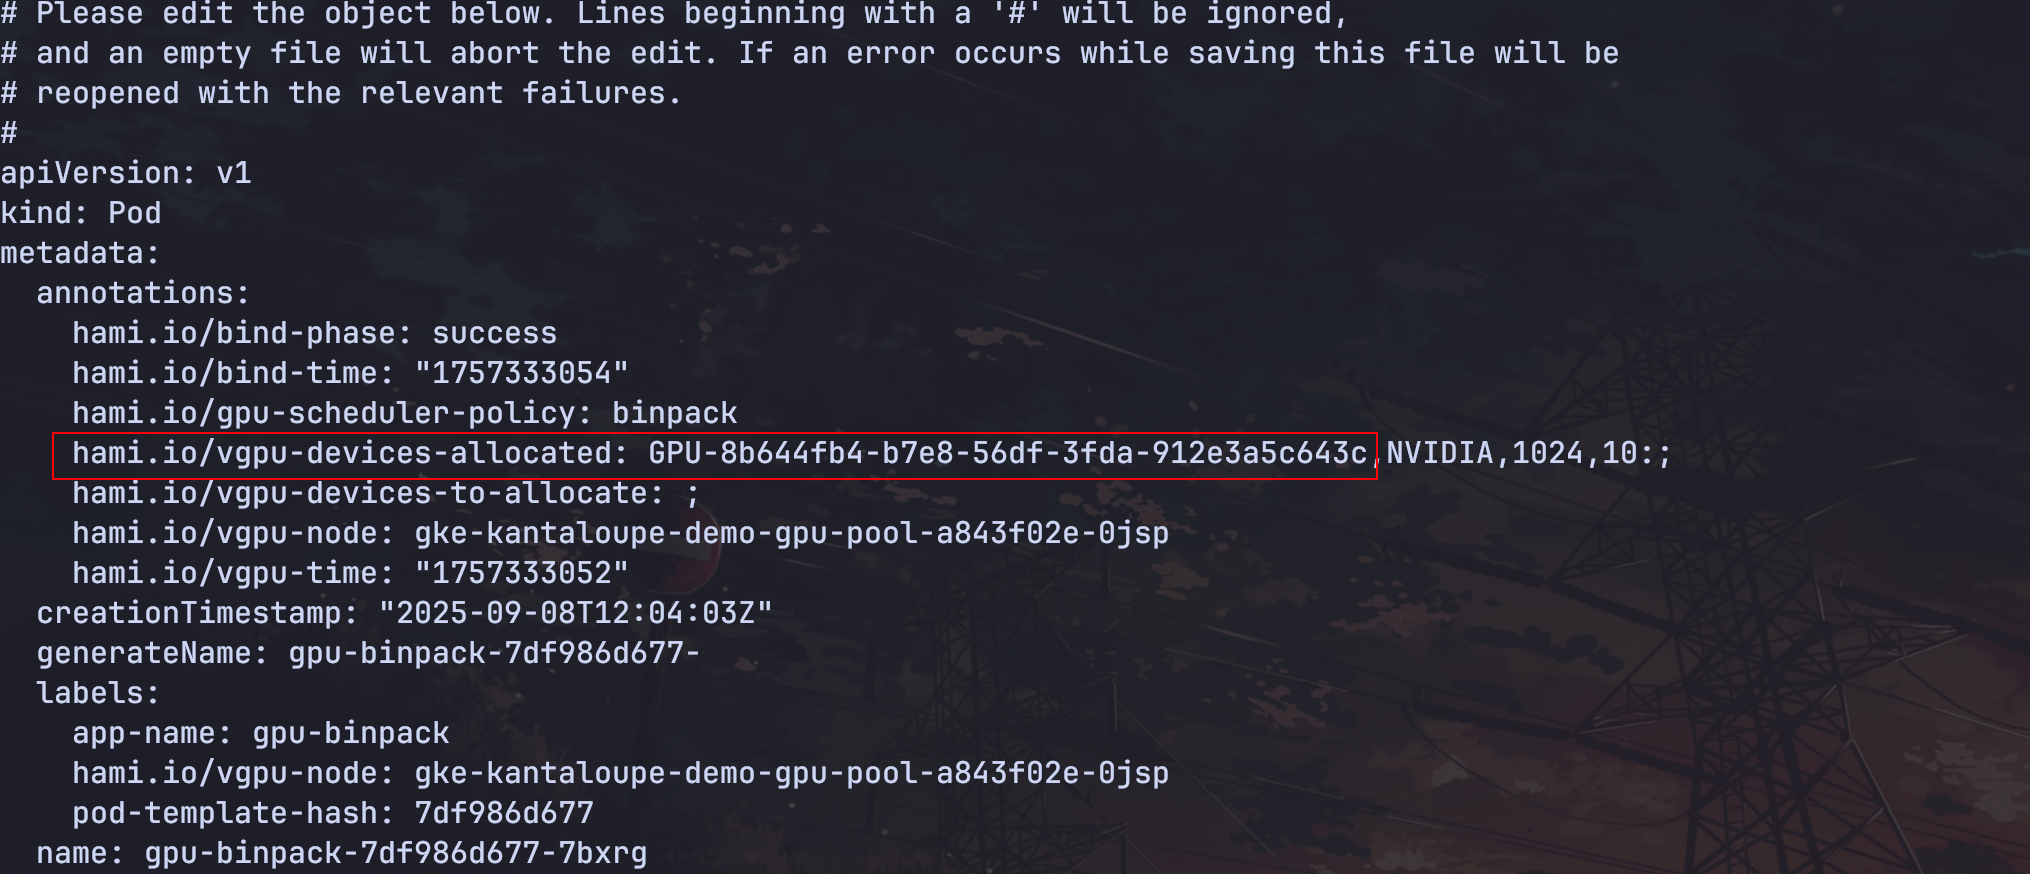 # Please edit the object below. Lines beginning with a '#' will be ignored,
# and an empty file will abort the edit. If an error occurs while saving this file will be
# reopened with the relevant failures.
#
apiVersion: v1
kind: Pod
metadata:
  annotations:
    hami.io/bind-phase: success
    hami.io/bind-time: "1757333054"
    hami.io/gpu-scheduler-policy: binpack
    hami.io/vgpu-devices-allocated: GPU-8b644fb4-b7e8-56df-3fda-912e3a5c643c,NVIDIA,1024,10:;
    hami.io/vgpu-devices-to-allocate: ;
    hami.io/vgpu-node: gke-kantaloupe-demo-gpu-pool-a843f02e-0jsp
    hami.io/vgpu-time: "1757333052"
  creationTimestamp: "2025-09-08T12:04:03Z"
  generateName: gpu-binpack-7df986d677-
  labels:
    app-name: gpu-binpack
    hami.io/vgpu-node: gke-kantaloupe-demo-gpu-pool-a843f02e-0jsp
    pod-template-hash: 7df986d677
  name: gpu-binpack-7df986d677-7bxrg